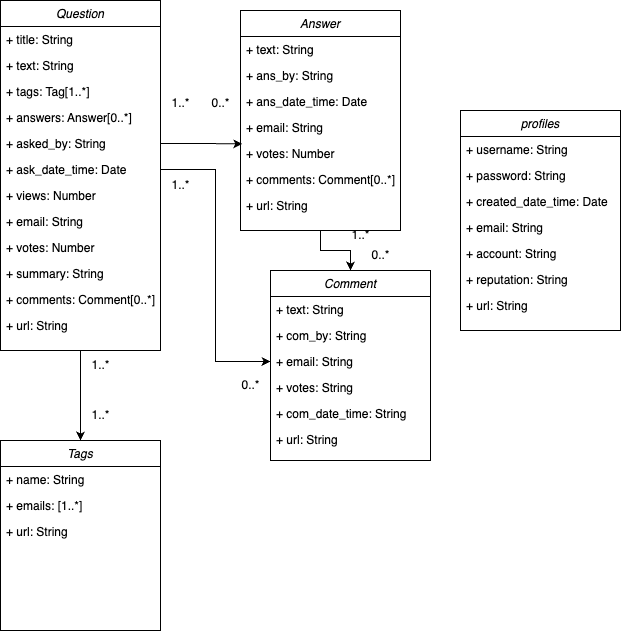 Question
+ title: String
+ text: String
+ tags: Tag[1..*]
+ answers: Answer[0..*]
+ asked_by: String
+ ask_date_time: Date
+ views: Number
+ email: String
+ votes: Number
+ summary: String
+ comments: Comment[0..*]
+ url: String
1..*
0..*
1..*
Answer
+ text: String
+ ans_by: String
+ ans_date_time: Date
+ email: String
+ votes: Number
+ comments: Comment[0..*]
+ url: String
1..*
0..*
profiles
+ username: String
+ password: String
+ created_date_time: Date
+ email: String
+ account: String
+ reputation: String
+ url: String
Comment
+ text: String
+ com_by: String
+ email: String
+ votes: String
+ com_date_time: String
+ url: String
0..*
1..*
1..*
Tags
+ name: String
+ emails: [1..*]
+ url: String